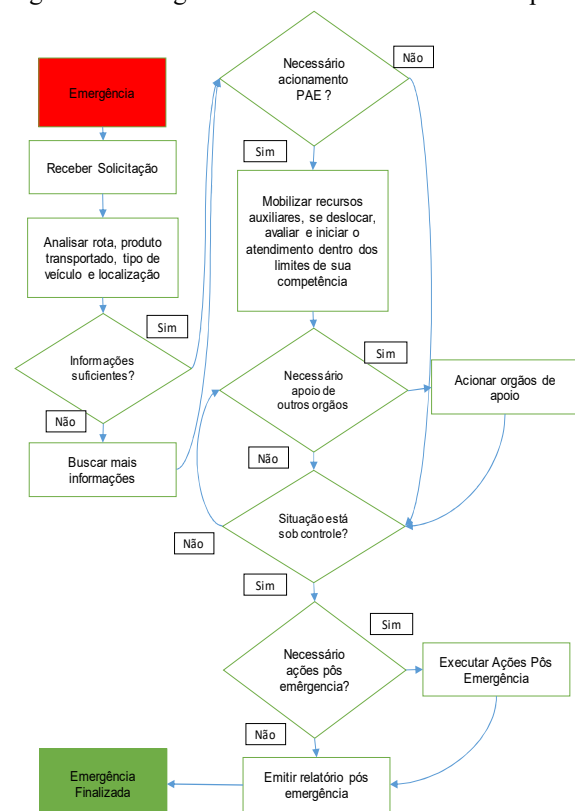 Emergência
Receber Solicitação
Analisar rota, produto
transportado, tipo de
veículo e localização
Sim
Informações
suficientes?
Não
Buscar mais
informações
Necessário
acionamento
PAE ?
Não
Sim
Mobilizar recursos
auxiliares, se deslocar,
avaliar e iniciar o
atendimento dentro dos
limites de sua
competência
Sim
Necessário
apoio de
outros orgãos
Acionar orgãos de
apoio
Não
Situação está
sob controle?
Não
Sim
Necessário
ações pôs
emêrgencia?
Sim
Executar Ações Pôs
Emergência
Não
Emitir relatório pós
emergência
Emergência
Finalizada